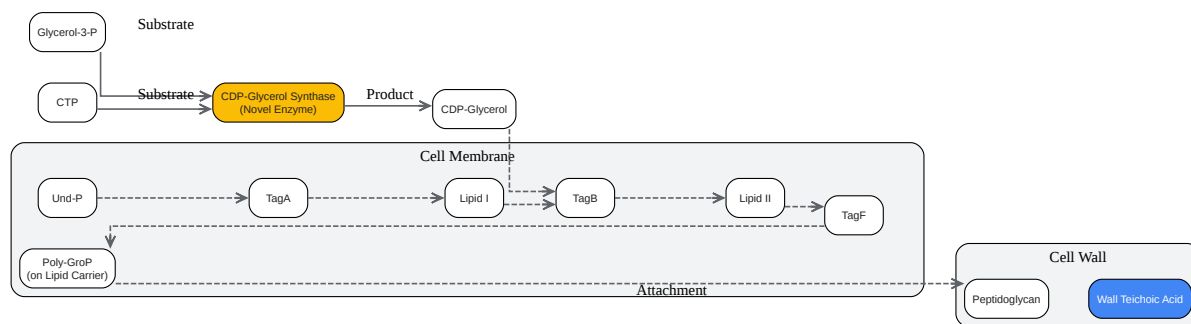 Substrate
Glycerol-3-P
Substrate
CTP
CDP-Glycerol Synthase
(Novel Enzyme)
Product
CDP-Glycerol
Cell Membrane
Und-P
TagA
Lipid I
TagB
Lipid II
TagF
Poly-GroP
(on Lipid Carrier)
Attachment
Cell Wall
Peptidoglycan
Wall Teichoic Acid